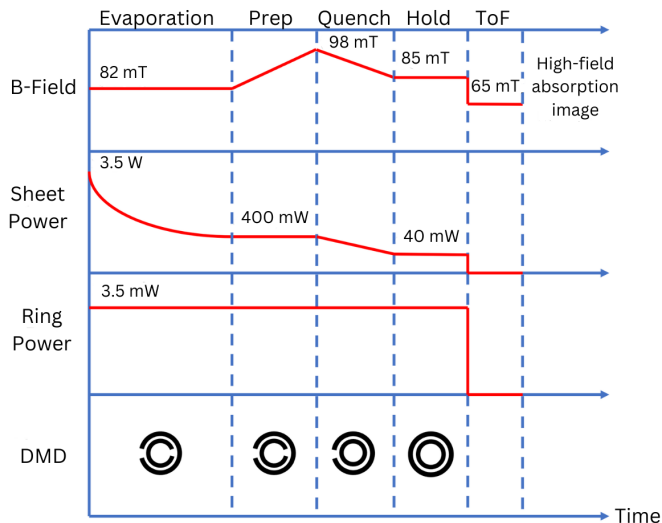 Evaporation Prep Quench Hold ToF
B-Field
82 mT
98 mT
85 mT
65 mT
High-field
absorption
image
Sheet
Power
3.5 W
400 mW
40 mW
Ring
Power
3.5 mW
DMD
Time